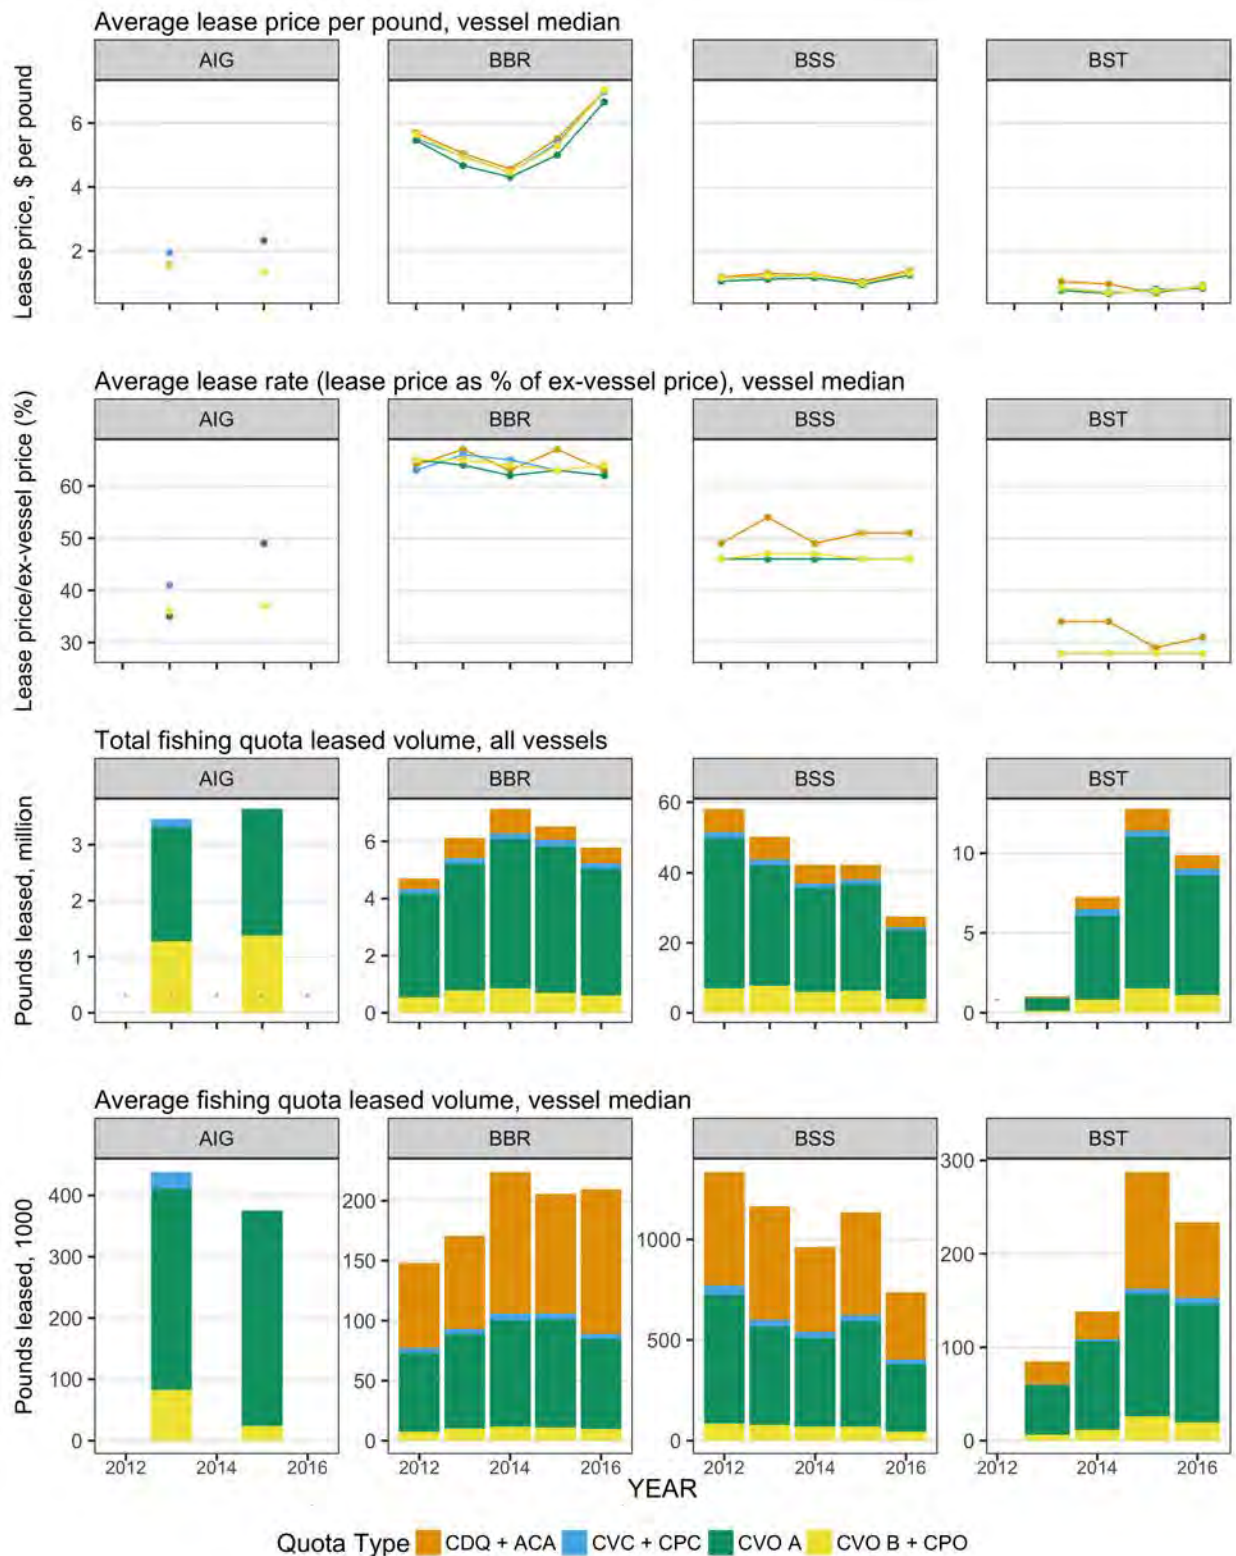 Average lease price per pound, vessel median
AIG BBR BSS BST
Lease price, $ per pound
6
4
2
Average lease rate (lease price as % of ex-vessel price), vessel median
AIG BBR BSS BST
Lease price/ex-vessel price (%)
60
50
40
30
Total fishing quota leased volume, all vessels
AIG BBR BSS BST
Pounds leased, million
3
2
1
0
6
4
2
0
60
40
20
0
10
5
0
Average fishing quota leased volume, vessel median
AIG BBR BSS BST
Pounds leased, 1000
400
300
200
100
0
200
150
100
50
0
1000
500
0
300
200
100
0
2012 2014 2016 2012 2014 2016 2012 2014 2016 2012 2014 2016
YEAR
Quota Type CDQ + ACA CVC + CPC CVO A CVO B + CPO